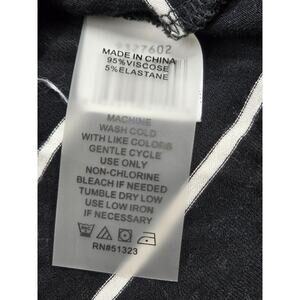 MADE IN CHINA
95%VISCOSE
5%ELASTANE
MACHINE
WASH COLD
WITH LIKE COLORS
GENTLE CYCLE
USE ONLY
NON-CHLORINE
BLEACH IF NEEDED
TUMBLE DRY LOW
USE LOW IRON
IF NECESSARY
RN#51323